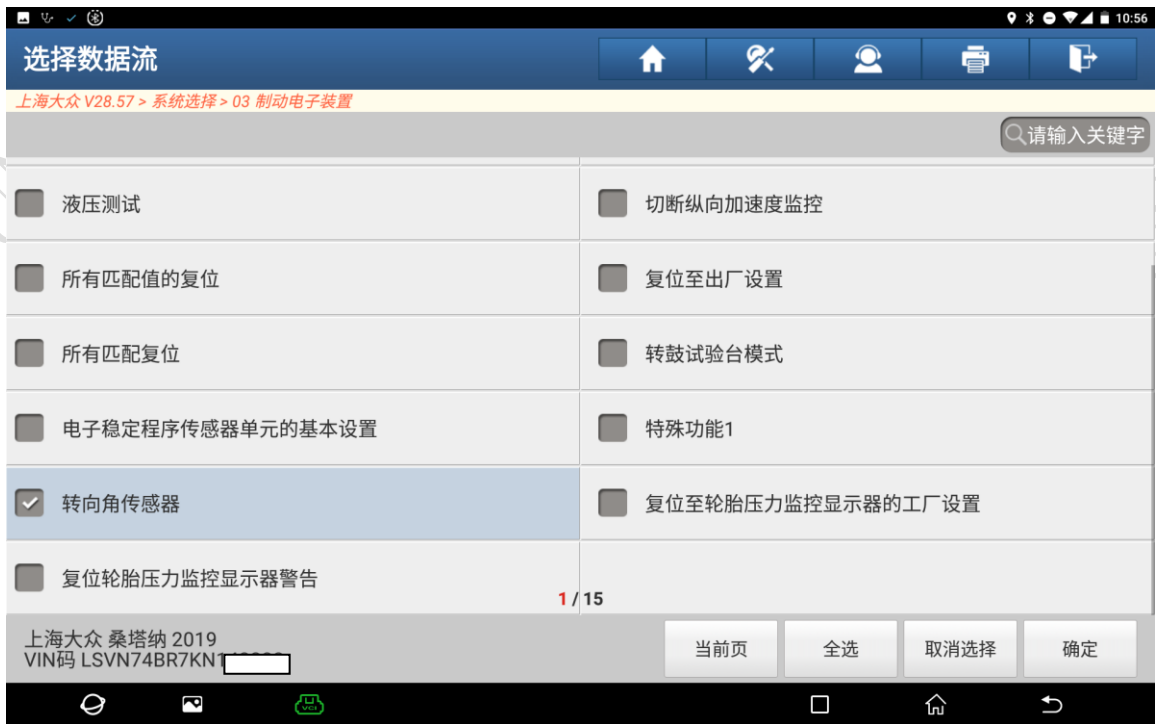 10:56
选择数据流
上海大众 V28.57 > 系统选择 > 03 制动电子装置
请输入关键字
液压测试
切断纵向加速度监控
所有匹配值的复位
复位至出厂设置
所有匹配复位
转鼓试验台模式
电子稳定程序传感器单元的基本设置
特殊功能1
转向角传感器
复位至轮胎压力监控显示器的工厂设置
复位轮胎压力监控显示器警告
1 / 15
上海大众 桑塔纳 2019
VIN码 LSVN74BR7KN1
当前页
全选
取消选择
确定
VCI